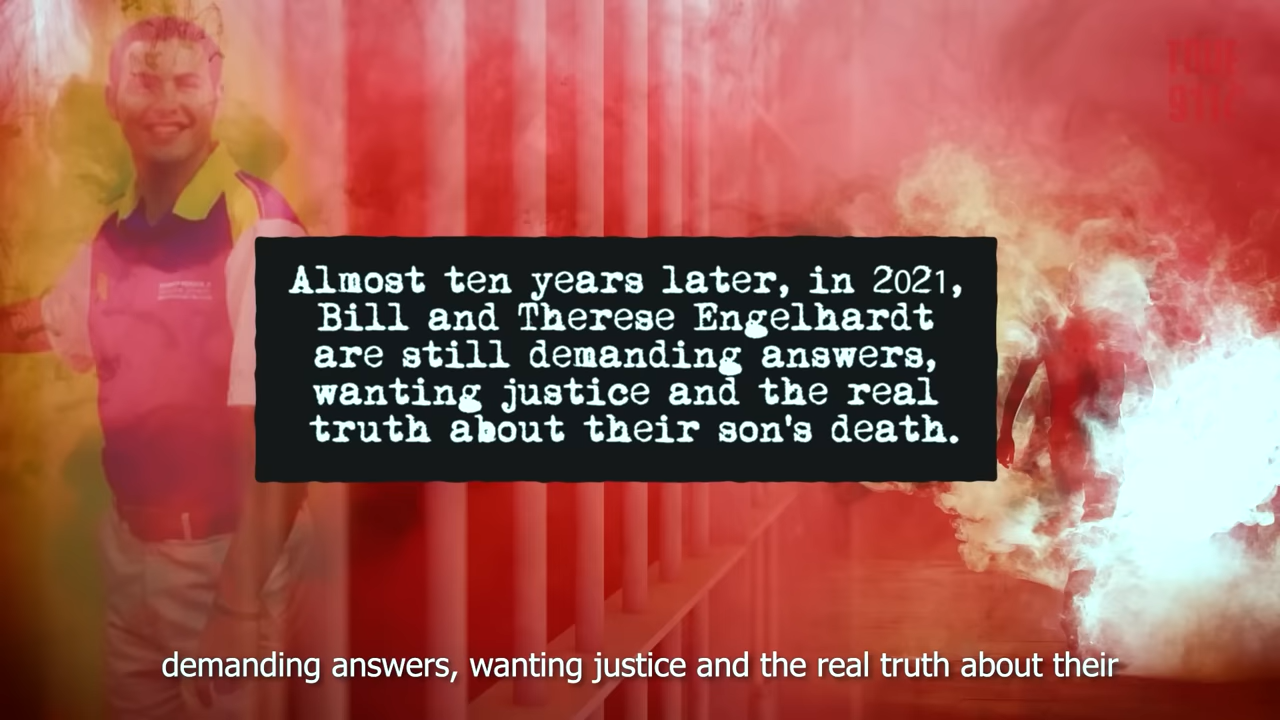 Almost ten years later, in 2021,
Bill and Therese Engelhardt
are still demanding answers,
wanting justice and the real
truth about their son's death.
demanding answers, wanting justice and the real truth about their